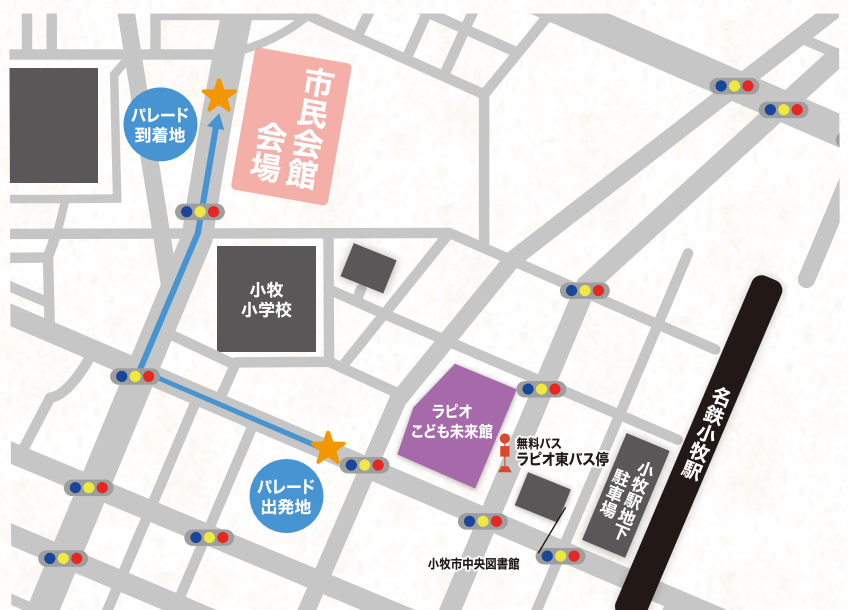 パレード
到着地
市民会館
会場
小牧
小学校
ラピオ
こども未来館
無料バス
ラピオ東バス停
名鉄小牧駅
小牧駅地下
駐車場
パレード
出発地
小牧市中央図書館